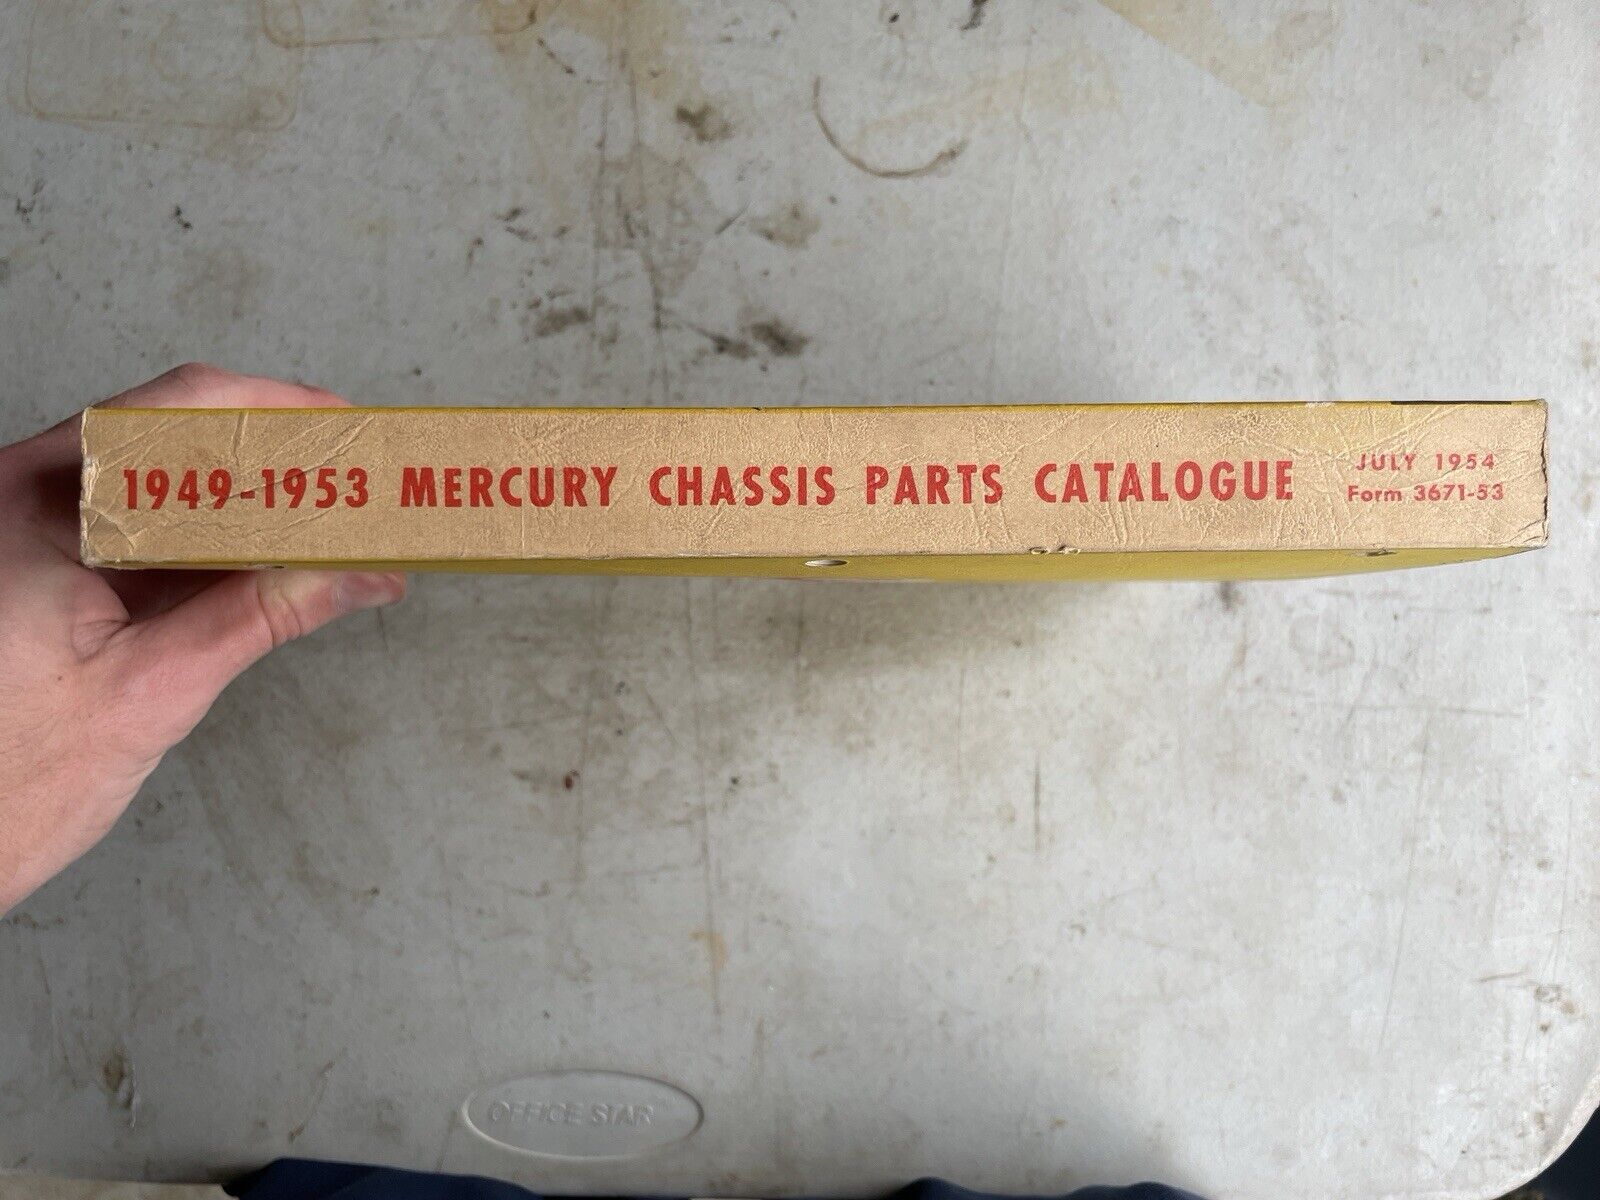 1949-1953 MERCURY CHASSIS PARTS CATALOGUE
JULY 1954
Form 3671-53
OFFICE STAR